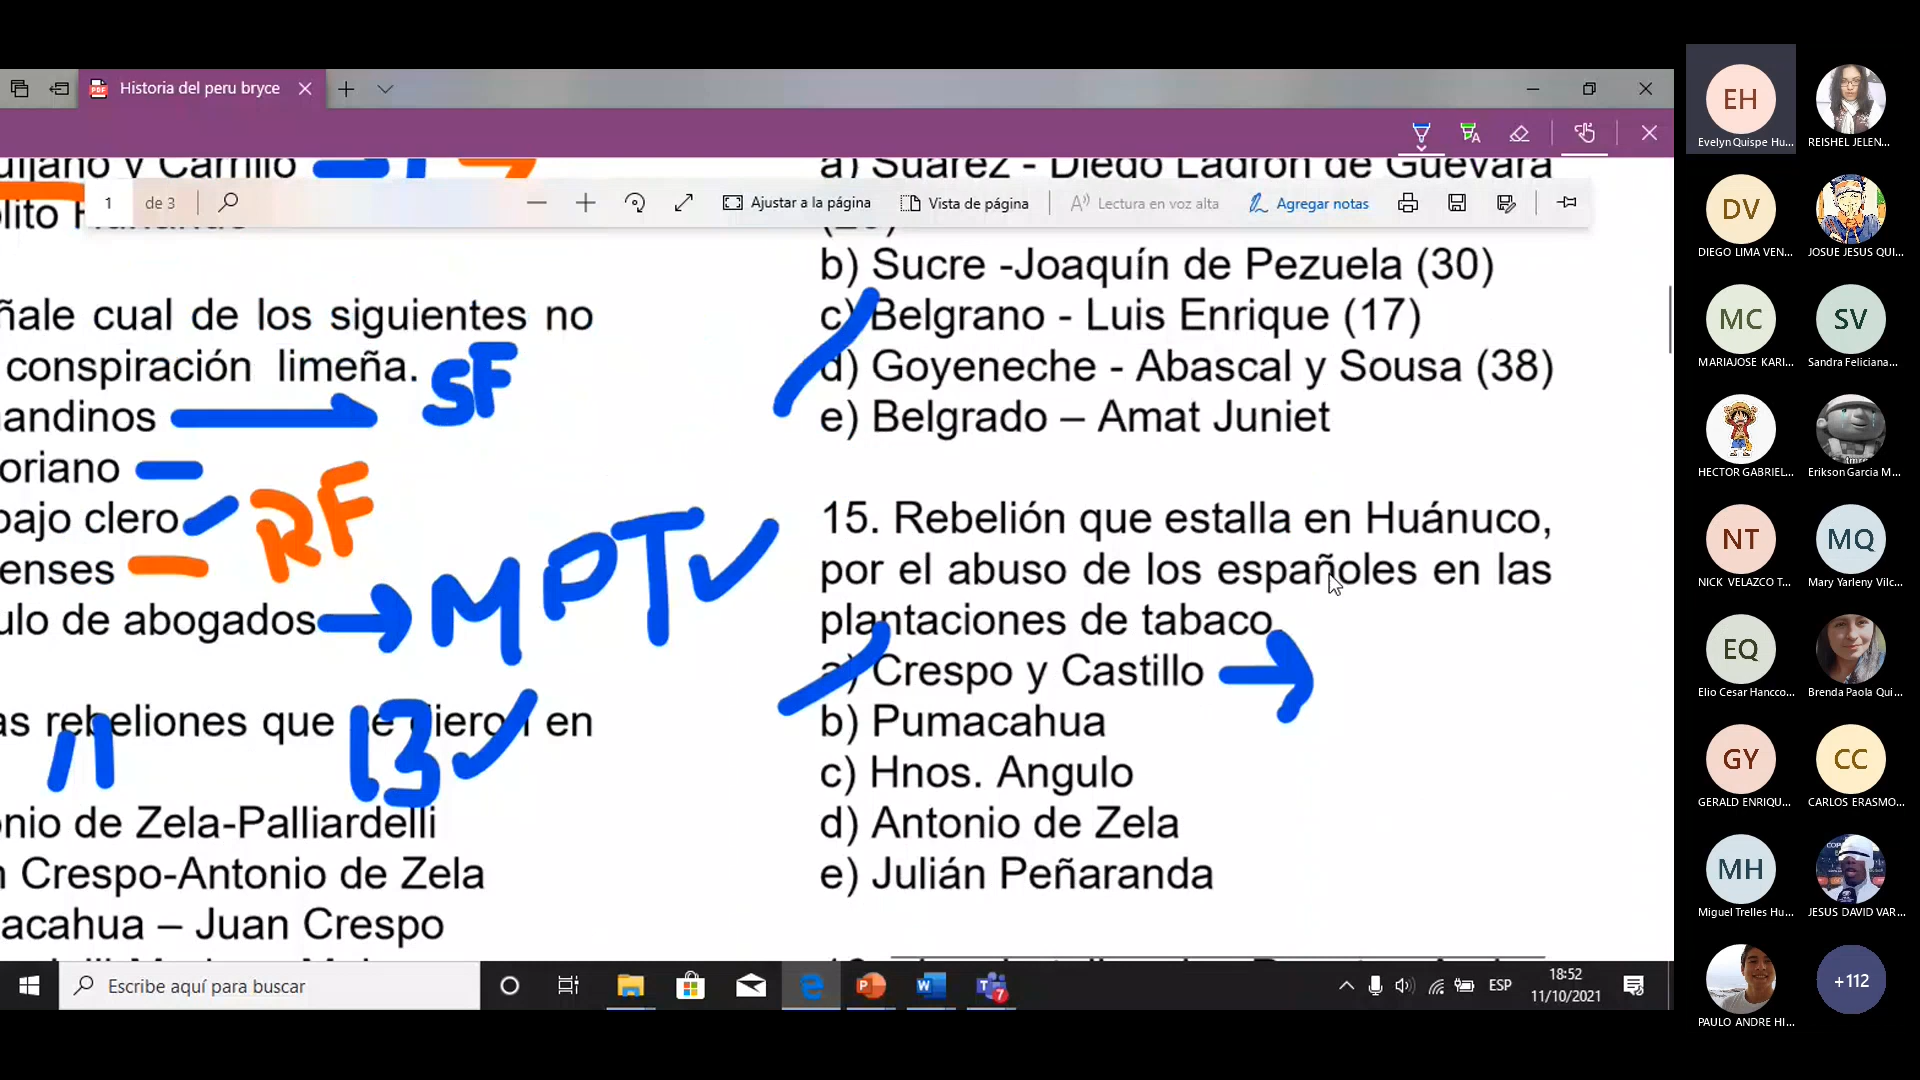 Historia del peru bryce
1 de 3
Ajustar a la página
Vista de página
Lectura en voz alta
Agregar notas
y Carrillo
ñale cual de los siguientes no
conspiración limeña.
andinos
SF
oriano
bajo clero
RF
enses
ulo de abogados
MPTV
as rebeliones que se dieron en
11
13
nio de Zela-Palliardelli
n Crespo-Antonio de Zela
acahua – Juan Crespo
a) Suarez - Diego Ladrón de Guevara
b) Sucre -Joaquín de Pezuela (30)
c) Belgrano - Luis Enrique (17)
d) Goyeneche - Abascal y Sousa (38)
e) Belgrado – Amat Juniet
15. Rebelión que estalla en Huánuco,
por el abuso de los españoles en las
plantaciones de tabaco.
a) Crespo y Castillo
b) Pumacahua
c) Hnos. Angulo
d) Antonio de Zela
e) Julián Peñaranda
Escribe aquí para buscar
ESP
18:52
11/10/2021
EH
Evelyn Quispe Hu...
REISHEL JELEN...
DV
DIEGO LIMA VEN...
JOSUE JESUS QUI...
MC
MARIAJOSE KARI...
SV
Sandra Feliciana...
HECTOR GABRIEL...
Erikson Garcia M...
NT
NICK VELAZCO T...
MQ
Mary Yarleny Vilc...
EQ
Elio Cesar Hancco...
Brenda Paola Qui...
GY
GERALD ENRIQU...
CC
CARLOS ERASMO...
MH
Miguel Trelles Hu...
JESUS DAVID VAR...
PAULO ANDRE HI...
+112